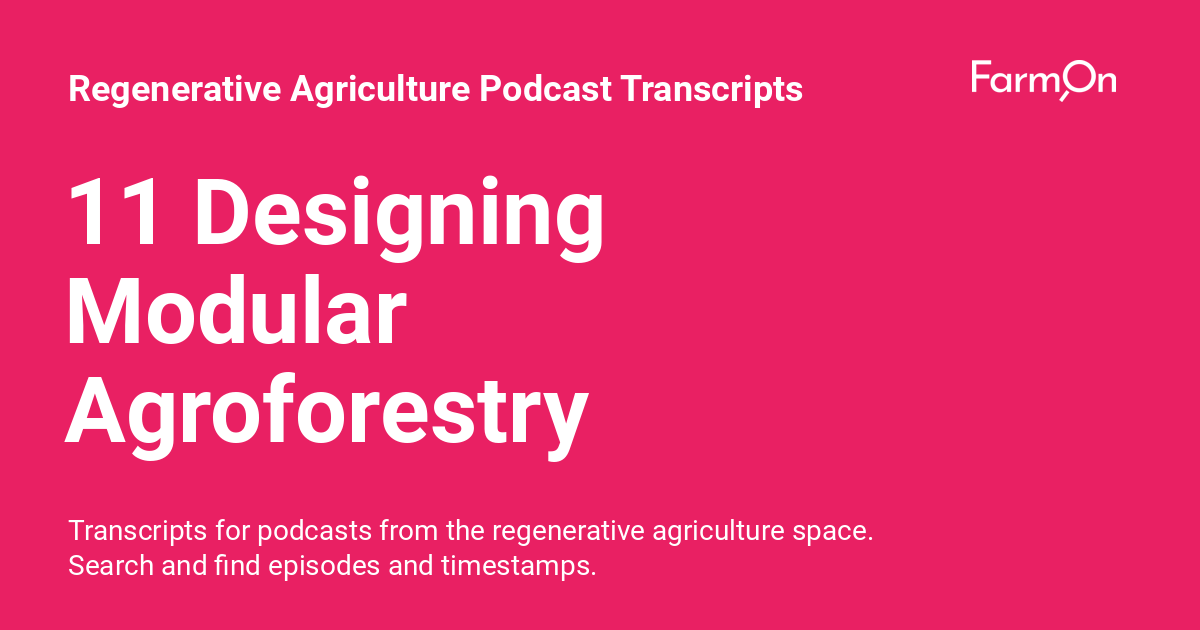 Regenerative Agriculture Podcast Transcripts
FarmOn
11 Designing
Modular
Agroforestry
Transcripts for podcasts from the regenerative agriculture space.
Search and find episodes and timestamps.